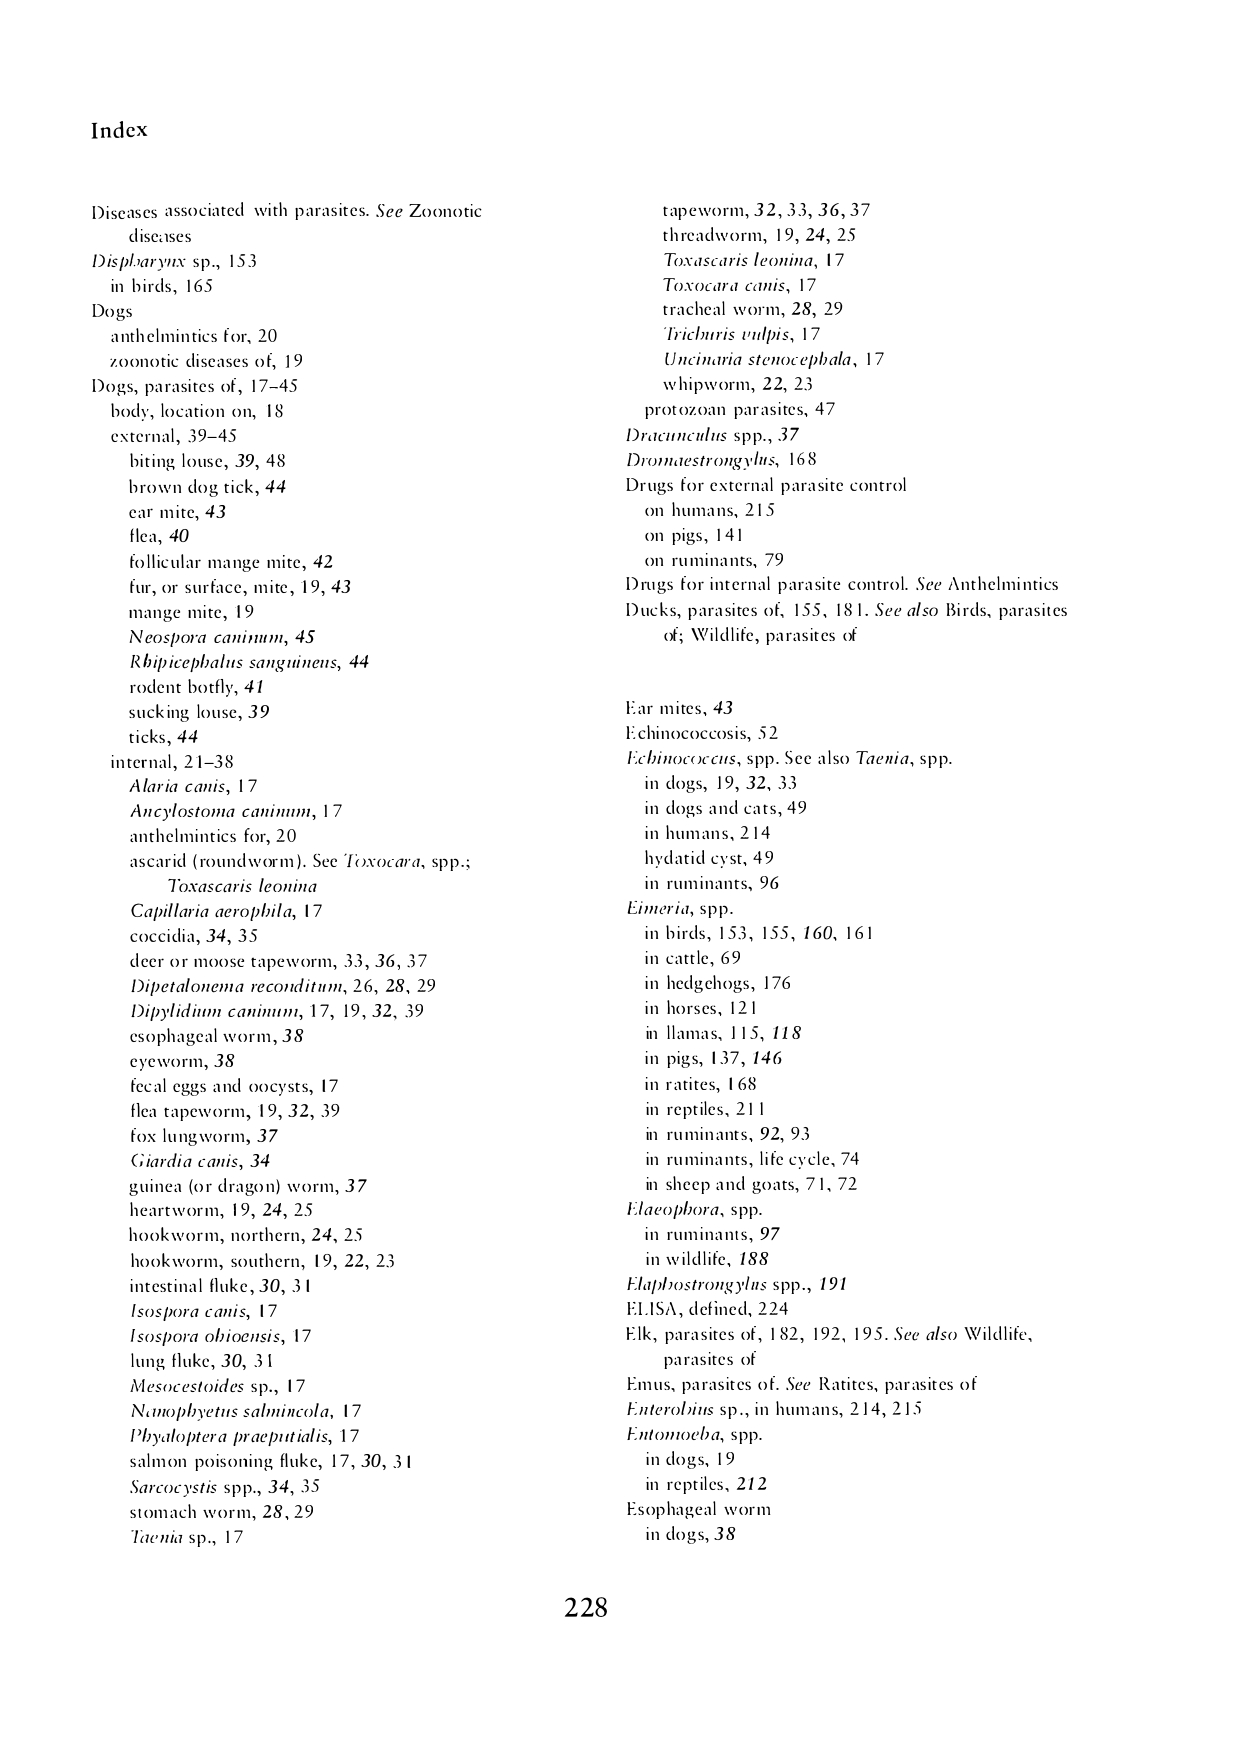 Index
Diseases associated with parasites. See Zoonotic
diseases
Dispharynx sp., 153
in birds, 165
Dogs
anthelmintics for, 20
zoonotic diseases of, 19
Dogs, parasites of, 17–45
body, location on, 18
external, 39–45
biting louse, 39, 48
brown dog tick, 44
ear mite, 43
flea, 40
follicular mange mite, 42
fur, or surface, mite, 19, 43
mange mite, 19
Neospora caninum, 45
Rhipicephalus sanguineus, 44
rodent botfly, 41
sucking louse, 39
ticks, 44
internal, 21–38
Alaria canis, 17
Ancylostoma caninum, 17
anthelmintics for, 20
ascarid (roundworm). See Toxocara, spp.;
Toxascaris leonina
Capillaria aerophila, 17
coccidia, 34, 35
deer or moose tapeworm, 33, 36, 37
Dipetalonema reconditum, 26, 28, 29
Dipylidium caninum, 17, 19, 32, 39
esophageal worm, 38
eyeworm, 38
fecal eggs and oocysts, 17
flea tapeworm, 19, 32, 39
fox lungworm, 37
Giardia canis, 34
guinea (or dragon) worm, 37
heartworm, 19, 24, 25
hookworm, northern, 24, 25
hookworm, southern, 19, 22, 23
intestinal fluke, 30, 31
Isospora canis, 17
Isospora ohioensis, 17
lung fluke, 30, 31
Mesocestoides sp., 17
Nanophyetus salmincola, 17
Phyaloptera praeputialis, 17
salmon poisoning fluke, 17, 30, 31
Sarcocystis spp., 34, 35
stomach worm, 28, 29
Taenia sp., 17
tapeworm, 32, 33, 36, 37
threadworm, 19, 24, 25
Toxascaris leonina, 17
Toxocara canis, 17
tracheal worm, 28, 29
Trichuris vulpis, 17
Uncinaria stenocephala, 17
whipworm, 22, 23
protozoan parasites, 47
Dracunculus spp., 37
Dromaestrongylus, 168
Drugs for external parasite control
on humans, 215
on pigs, 141
on ruminants, 79
Drugs for internal parasite control. See Anthelmintics
Ducks, parasites of, 155, 181. See also Birds, parasites
of; Wildlife, parasites of
Ear mites, 43
Echinococcosis, 52
Echinococcus, spp. See also Taenia, spp.
in dogs, 19, 32, 33
in dogs and cats, 49
in humans, 214
hydatid cyst, 49
in ruminants, 96
Eimeria, spp.
in birds, 153, 155, 160, 161
in cattle, 69
in hedgehogs, 176
in horses, 121
in llamas, 115, 118
in pigs, 137, 146
in ratites, 168
in reptiles, 211
in ruminants, 92, 93
in ruminants, life cycle, 74
in sheep and goats, 71, 72
Elaeophora, spp.
in ruminants, 97
in wildlife, 188
Elaphostrongylus spp., 191
ELISA, defined, 224
Elk, parasites of, 182, 192, 195. See also Wildlife,
parasites of
Emus, parasites of. See Ratites, parasites of
Enterobius sp., in humans, 214, 215
Entomoeba, spp.
in dogs, 19
in reptiles, 212
Esophageal worm
in dogs, 38
228